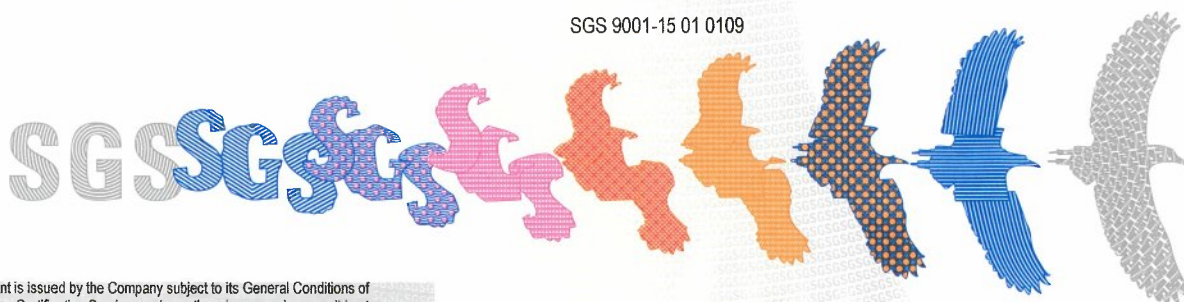 SGS 9001-15 01 0109
SGS
SGS
SGS
nt is issued by the Company subject to its General Conditions of